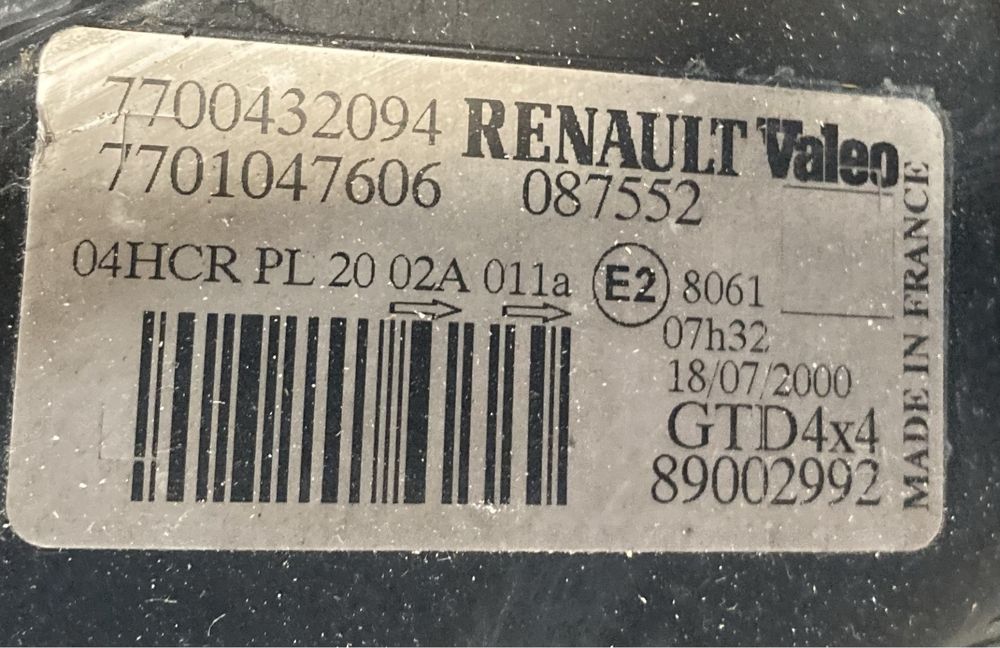 7700432094 RENAULT Valeo
7701047606 087552
04HCR PL 20 02A 011a E2 8061
07h32
18/07/2000
GTD4x4
89002992
MADE IN FRANCE